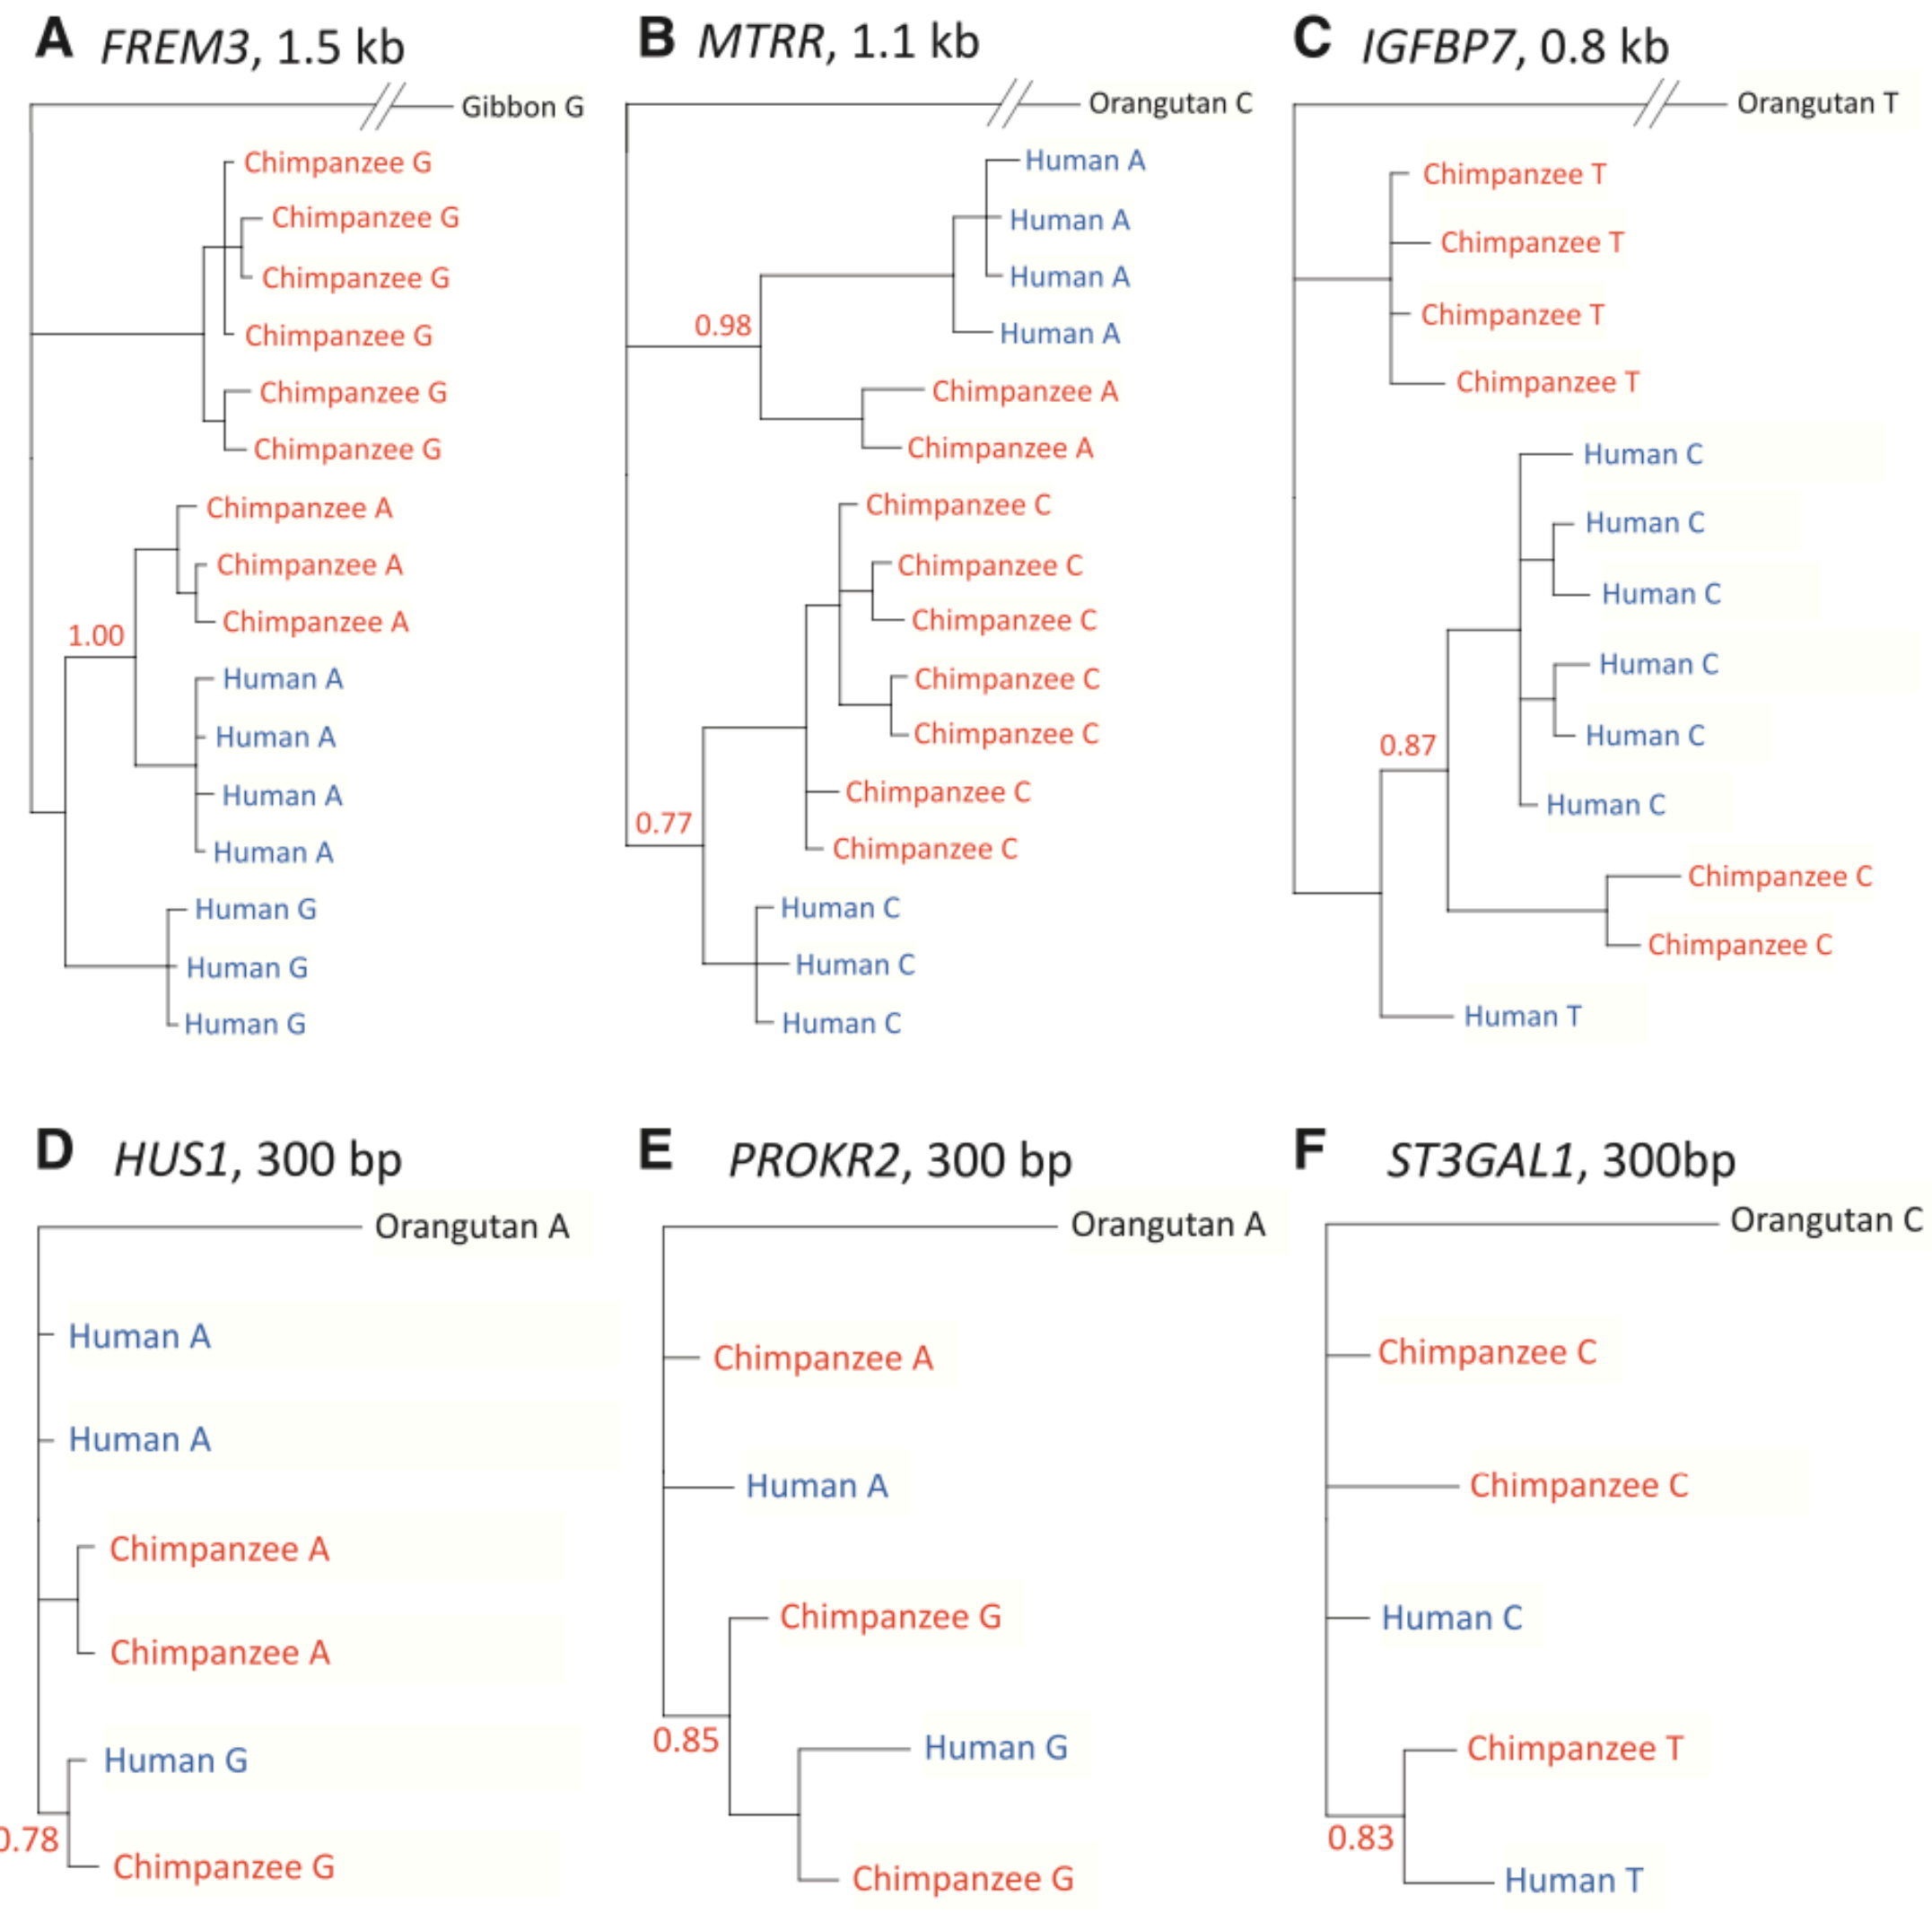 A FREM3, 1.5 kb
Gibbon G
Chimpanzee G
Chimpanzee G
Chimpanzee G
Chimpanzee G
Chimpanzee G
Chimpanzee G
Chimpanzee A
Chimpanzee A
Chimpanzee A
1.00
Human A
Human A
Human A
Human A
Human G
Human G
Human G
B MTRR, 1.1 kb
Orangutan C
Human A
Human A
Human A
0.98
Human A
Chimpanzee A
Chimpanzee A
Chimpanzee C
Chimpanzee C
Chimpanzee C
Chimpanzee C
Chimpanzee C
Chimpanzee C
0.77
Chimpanzee C
Human C
Human C
Human C
C IGFBP7, 0.8 kb
Orangutan T
Chimpanzee T
Chimpanzee T
Chimpanzee T
Chimpanzee T
Human C
Human C
Human C
Human C
Human C
0.87
Human C
Chimpanzee C
Chimpanzee C
Human T
D HUS1, 300 bp
Orangutan A
Human A
Human A
Chimpanzee A
Chimpanzee A
Human G
0.78
Chimpanzee G
E PROKR2, 300 bp
Orangutan A
Chimpanzee A
Human A
Chimpanzee G
0.85
Human G
Chimpanzee G
F ST3GAL1, 300bp
Orangutan C
Chimpanzee C
Chimpanzee C
Human C
Chimpanzee T
0.83
Human T